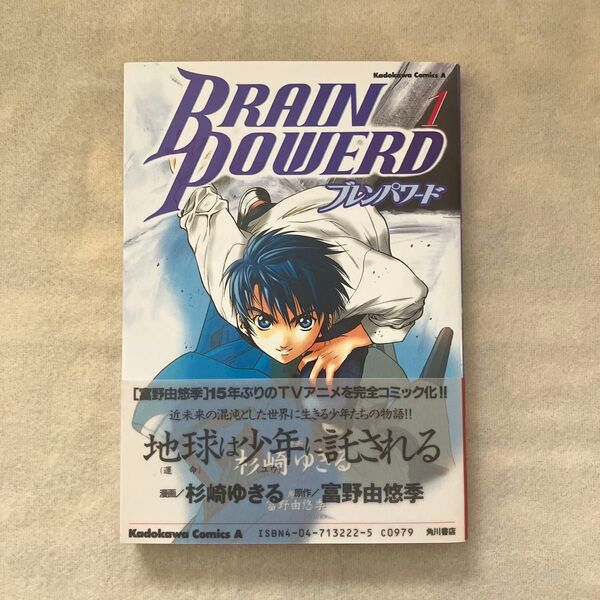 Kadokawa Comics A
BRAIN
POWERD
1
ブレンパワード
[富野由悠季]15年ぶりのTVアニメを完全コミック化!!
近未来の混沌とした世界に生きる少年たちの物語!!
地球は少年に託される
(運命)
杉崎ゆきる
漫画/杉崎ゆきる 原作/富野由悠季
富野由悠季
Kadokawa Comics A
ISBN4-04-713222-5 C0979
角川書店